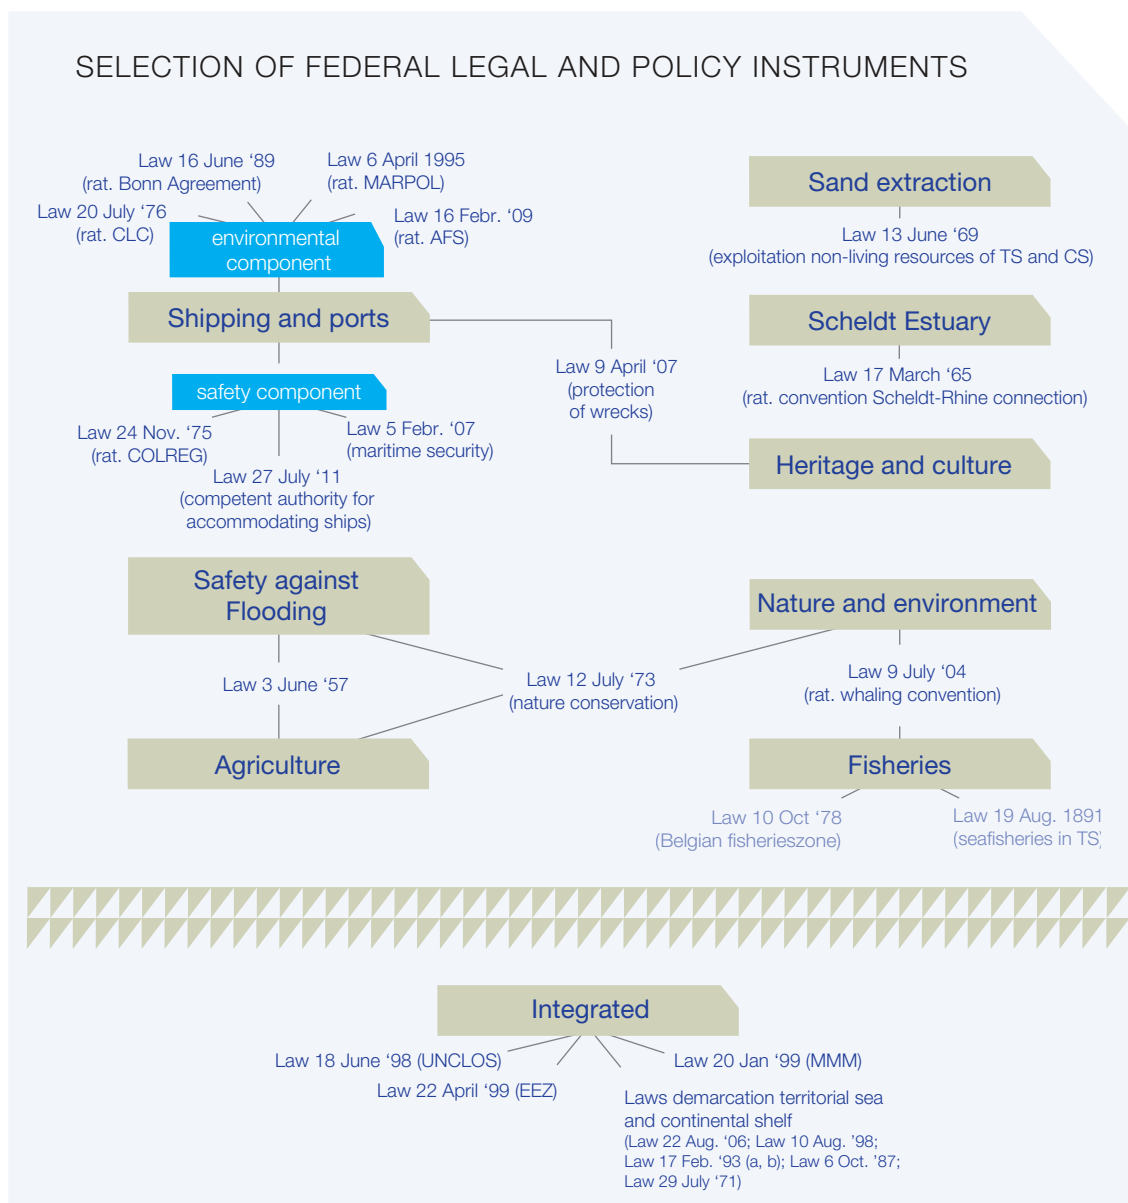 SELECTION OF FEDERAL LEGAL AND POLICY INSTRUMENTS
Law 16 June ‘89
(rat. Bonn Agreement)
Law 6 April 1995
(rat. MARPOL)
Law 20 July ‘76
(rat. CLC)
Law 16 Febr. ‘09
(rat. AFS)
environmental
component
Shipping and ports
safety component
Law 24 Nov. ‘75
(rat. COLREG)
Law 5 Febr. ‘07
(maritime security)
Law 27 July ‘11
(competent authority for
accommodating ships)
Law 9 April ‘07
(protection
of wrecks)
Sand extraction
Law 13 June ‘69
(exploitation non-living resources of TS and CS)
Scheldt Estuary
Law 17 March ‘65
(rat. convention Scheldt-Rhine connection)
Heritage and culture
Safety against
Flooding
Law 3 June ‘57
Agriculture
Law 12 July ‘73
(nature conservation)
Nature and environment
Law 9 July ‘04
(rat. whaling convention)
Fisheries
Law 10 Oct ‘78
(Belgian fisherieszone)
Law 19 Aug. 1891
(seafisheries in TS)
Integrated
Law 18 June ‘98 (UNCLOS)
Law 20 Jan ‘99 (MMM)
Law 22 April ‘99 (EEZ)
Laws demarcation territorial sea
and continental shelf
(Law 22 Aug. ‘06; Law 10 Aug. ‘98;
Law 17 Feb. ‘93 (a, b); Law 6 Oct. ’87;
Law 29 July ‘71)